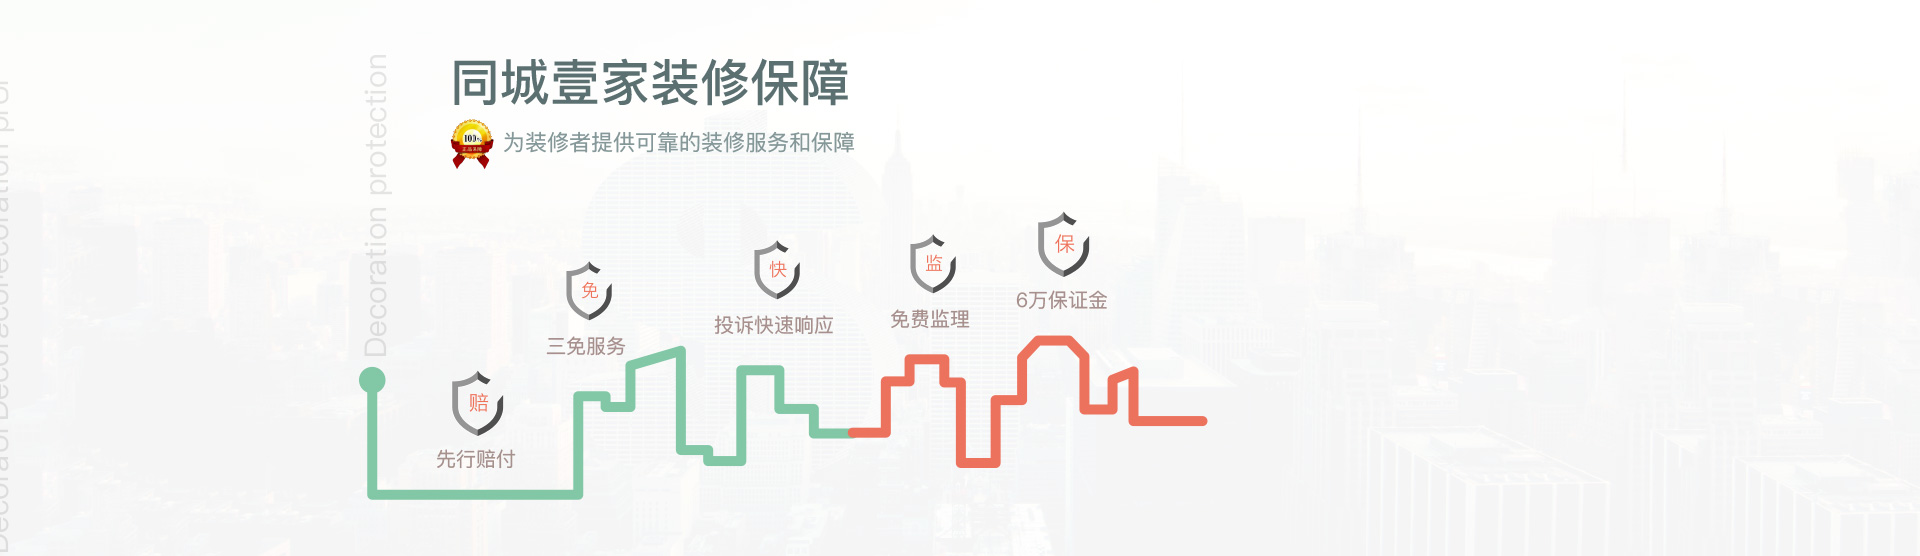 同城壹家装修保障
100%
为装修者提供可靠的装修服务和保障
Decoration protection
保
6万保证金
监
免费监理
快
投诉快速响应
免
三免服务
赔
先行赔付